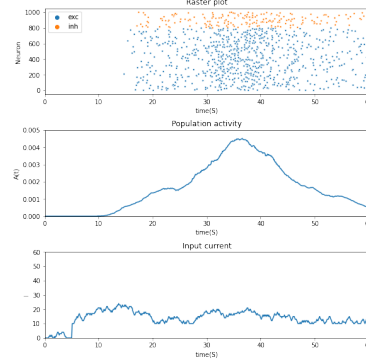 Raster plot
exc
inh
1000
800
600
400
200
0
Neuron
0 10 20 30 40 50
time(S)
Population activity
0.005
0.004
0.003
0.002
0.001
0.000
A(t)
0 10 20 30 40 50
time(S)
Input current
60
50
40
30
20
10
0
I
0 10 20 30 40 50
time(S)